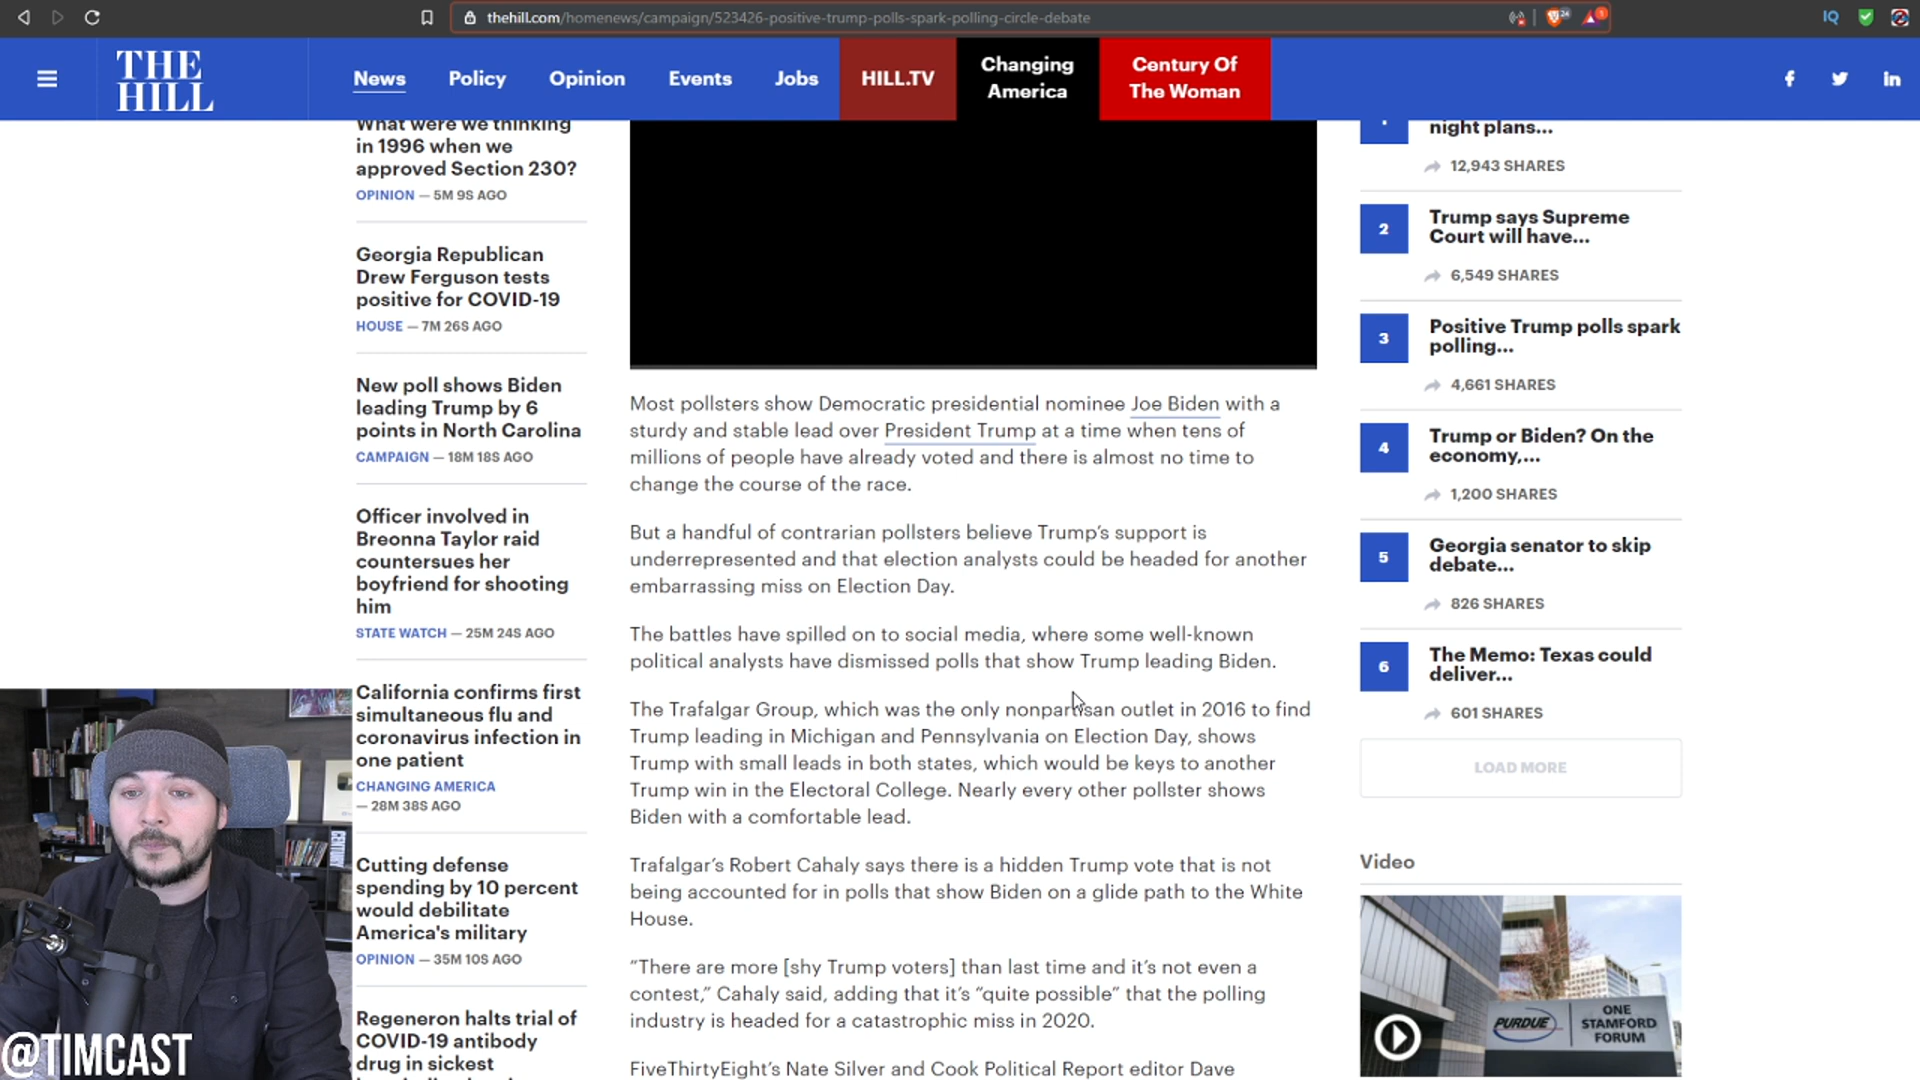 thehill.com/homenews/campaign/523426-positive-trump-polls-spark-polling-circle-debate
24
1
IQ
THE
HILL
News
Policy
Opinion
Events
Jobs
HILL.TV
Changing
America
Century Of
The Woman
What were we thinking
in 1996 when we
approved Section 230?
OPINION — 5M 9S AGO
Georgia Republican
Drew Ferguson tests
positive for COVID-19
HOUSE — 7M 26S AGO
New poll shows Biden
leading Trump by 6
points in North Carolina
CAMPAIGN — 18M 18S AGO
Officer involved in
Breonna Taylor raid
countersues her
boyfriend for shooting
him
STATE WATCH — 25M 24S AGO
California confirms first
simultaneous flu and
coronavirus infection in
one patient
CHANGING AMERICA
— 28M 38S AGO
Cutting defense
spending by 10 percent
would debilitate
America's military
OPINION — 35M 10S AGO
Regeneron halts trial of
COVID-19 antibody
drug in sickest
Most pollsters show Democratic presidential nominee Joe Biden with a
sturdy and stable lead over President Trump at a time when tens of
millions of people have already voted and there is almost no time to
change the course of the race.
But a handful of contrarian pollsters believe Trump’s support is
underrepresented and that election analysts could be headed for another
embarrassing miss on Election Day.
The battles have spilled on to social media, where some well-known
political analysts have dismissed polls that show Trump leading Biden.
The Trafalgar Group, which was the only nonpartisan outlet in 2016 to find
Trump leading in Michigan and Pennsylvania on Election Day, shows
Trump with small leads in both states, which would be keys to another
Trump win in the Electoral College. Nearly every other pollster shows
Biden with a comfortable lead.
Trafalgar’s Robert Cahaly says there is a hidden Trump vote that is not
being accounted for in polls that show Biden on a glide path to the White
House.
“There are more [shy Trump voters] than last time and it’s not even a
contest,” Cahaly said, adding that it’s “quite possible” that the polling
industry is headed for a catastrophic miss in 2020.
FiveThirtyEight’s Nate Silver and Cook Political Report editor Dave
night plans...
12,943 SHARES
2
Trump says Supreme
Court will have...
6,549 SHARES
3
Positive Trump polls spark
polling...
4,661 SHARES
4
Trump or Biden? On the
economy,...
1,200 SHARES
5
Georgia senator to skip
debate...
826 SHARES
6
The Memo: Texas could
deliver...
601 SHARES
LOAD MORE
Video
PURDUE
ONE
STAMFORD
FORUM
@TIMCAST